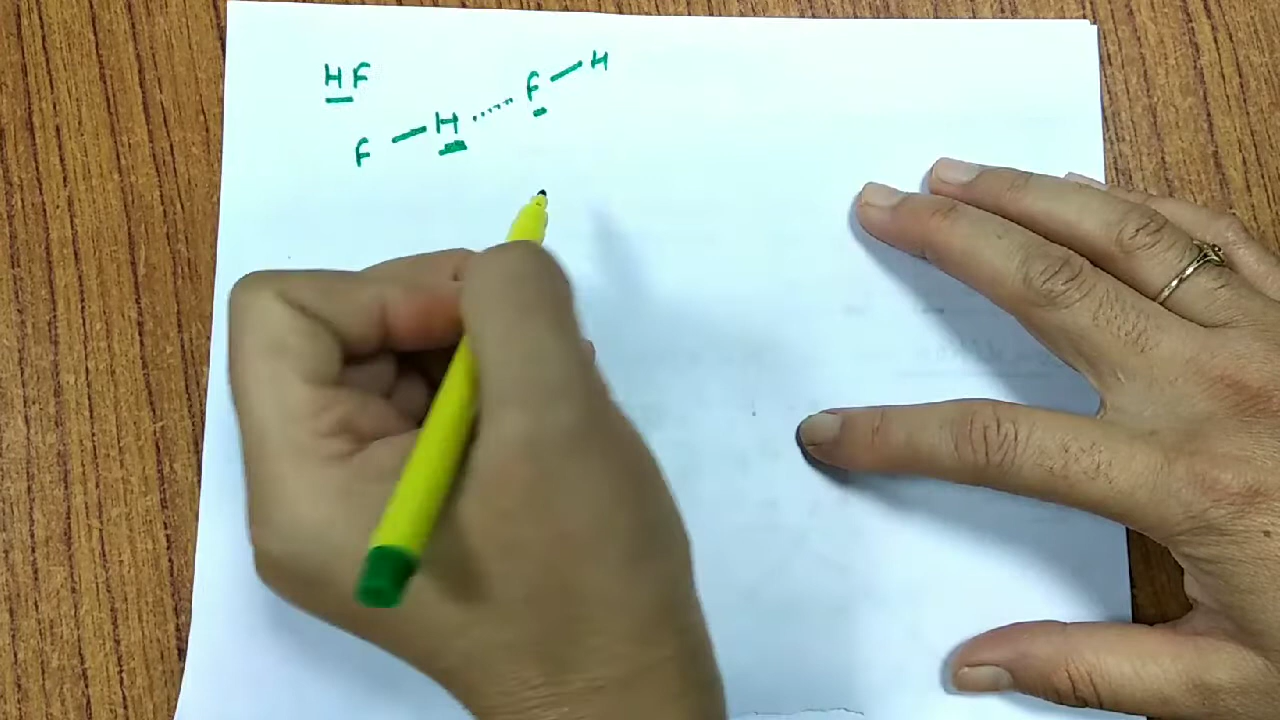 HF
F — H ...... F — H